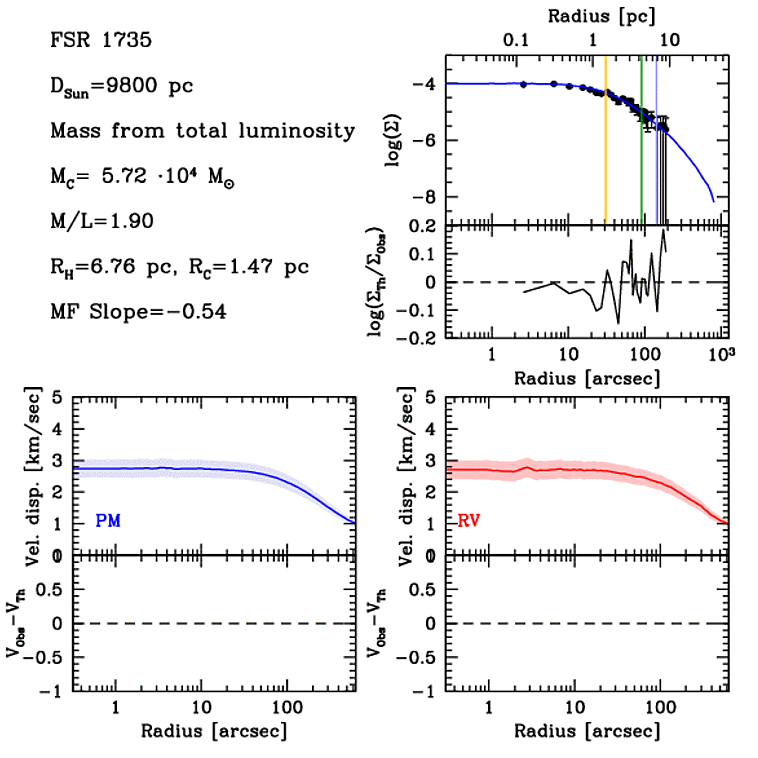 FSR 1735
D_Sun=9800 pc
Mass from total luminosity
M_C= 5.72 ·10⁴ M_⊙
M/L=1.90
R_H=6.76 pc, R_C=1.47 pc
MF Slope=−0.54
Radius [pc]
0.1 1 10
log(Σ)
−4
−6
−8
log(Σ_Th/Σ_Obs)
0.2
0.1
0
−0.1
−0.2
1 10 100 10³
Radius [arcsec]
Vel. disp. [km/sec]
5
4
3
2
1
0
PM
V_Obs−V_Th
0.5
0
−0.5
−1
1 10 100
Radius [arcsec]
Vel. disp. [km/sec]
5
4
3
2
1
0
RV
V_Obs−V_Th
0.5
0
−0.5
−1
1 10 100
Radius [arcsec]